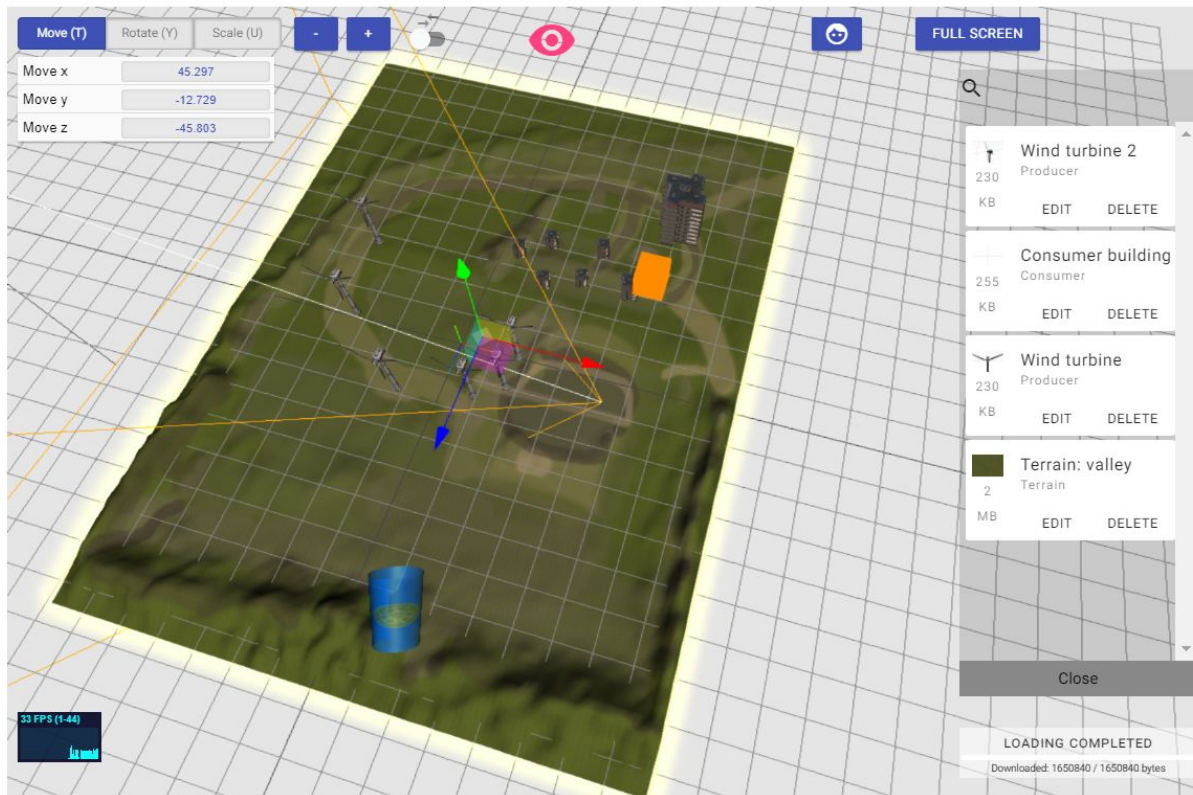 Move (T) Rotate (Y) Scale (U) - + FULL SCREEN
Move x 45.297
Move y -12.729
Move z -45.803
Wind turbine 2
Producer
230
KB
EDIT DELETE
Consumer building
Consumer
255
KB
EDIT DELETE
Wind turbine
Producer
230
KB
EDIT DELETE
Terrain: valley
Terrain
2
MB
EDIT DELETE
Close
33 FPS (1-44)
LOADING COMPLETED
Downloaded: 1650840 / 1650840 bytes